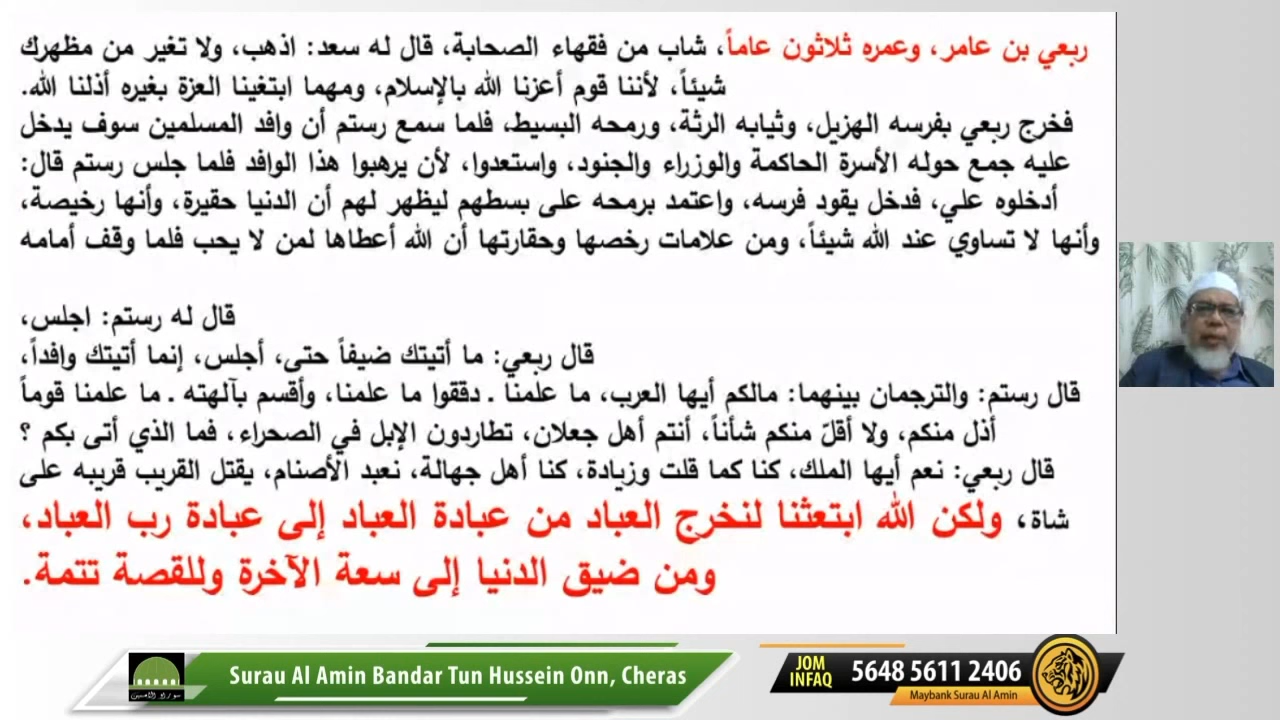 ربعي بن عامر، وعمره ثلاثون عاماً، شاب من فقهاء الصحابة، قال له سعد: اذهب، ولا تغير من مظهرك
شيئاً، لأننا قوم أعزنا الله بالإسلام، ومهما ابتغينا العزة بغيره أذلنا الله.
فخرج ربعي بفرسه الهزيل، وثيابه الرثة، ورمحه البسيط، فلما سمع رستم أن وافد المسلمين سوف يدخل
عليه جمع حوله الأسرة الحاكمة والوزراء والجنود، واستعدوا، لأن يرهبوا هذا الوافد فلما جلس رستم قال:
أدخلوه علي، فدخل يقود فرسه، واعتمد برمحه على بسطهم ليظهر لهم أن الدنيا حقيرة، وأنها رخيصة،
وأنها لا تساوي عند الله شيئاً، ومن علامات رخصها وحقارتها أن الله أعطاها لمن لا يحب فلما وقف أمامه
قال له رستم: اجلس،
قال ربعي: ما أتيتك ضيفاً حتى، أجلس، إنما أتيتك وافداً،
قال رستم: والترجمان بينهما: مالكم أيها العرب، ما علمنا ـ دققوا ما علمنا، وأقسم بآلهته ـ ما علمنا قوماً
أذل منكم، ولا أقلّ منكم شأناً، أنتم أهل جعلان، تطاردون الإبل في الصحراء، فما الذي أتى بكم ؟
قال ربعي: نعم أيها الملك، كنا كما قلت وزيادة، كنا أهل جهالة، نعبد الأصنام، يقتل القريب قريبه على
شاة، ولكن الله ابتعثنا لنخرج العباد من عبادة العباد إلى عبادة رب العباد،
ومن ضيق الدنيا إلى سعة الآخرة وللقصة تتمة.
سوراو الأمين
Surau Al Amin Bandar Tun Hussein Onn, Cheras
JOM INFAQ
5648 5611 2406
Maybank Surau Al Amin